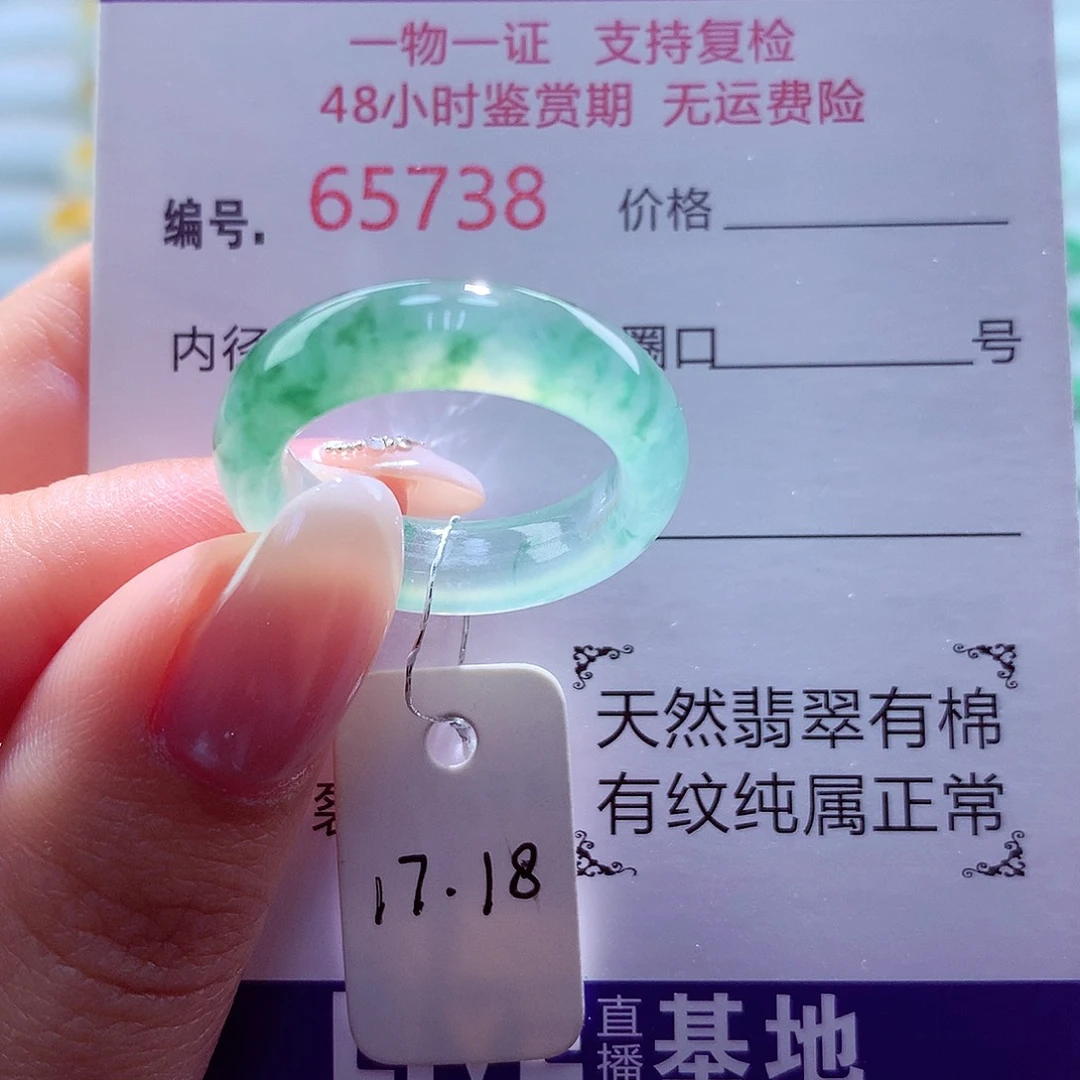 一物一证 支持复检
48小时鉴赏期 无运费险
编号. 65738 价格
内径 圈口 号
天然翡翠有棉
有纹纯属正常
17.18
直播
基地